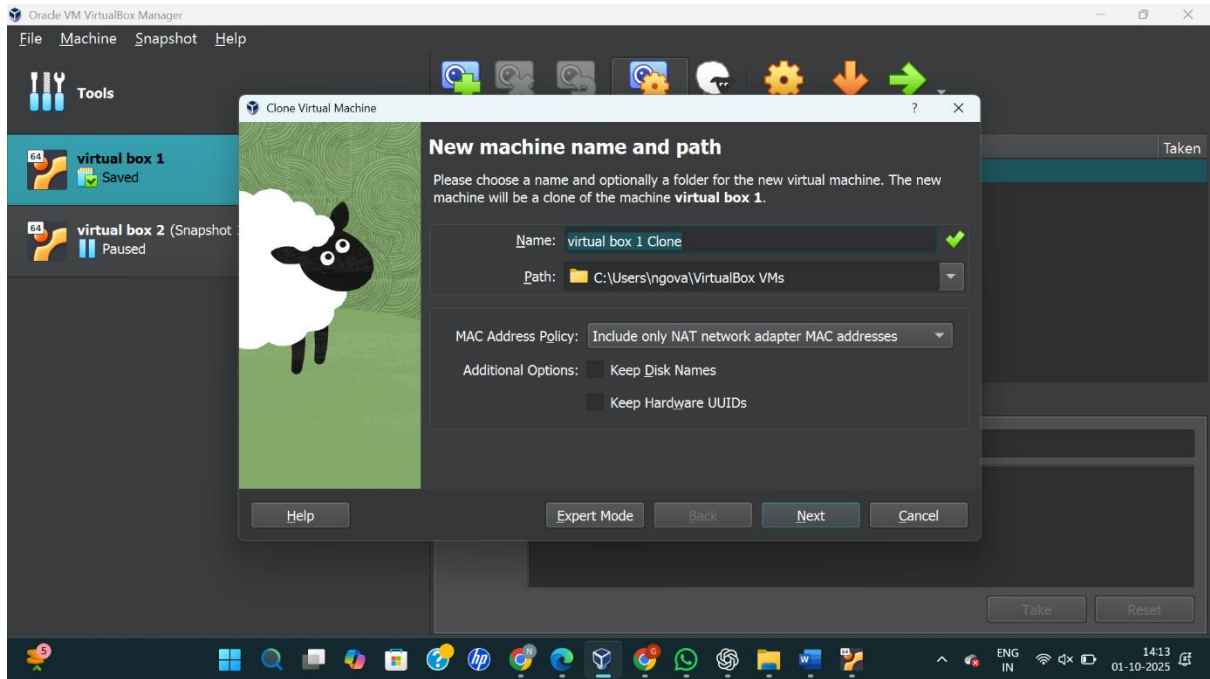 Oracle VM VirtualBox Manager
File Machine Snapshot Help
Tools
Taken
64
virtual box 1
Saved
64
virtual box 2 (Snapshot
Paused
Clone Virtual Machine
?
New machine name and path
Please choose a name and optionally a folder for the new virtual machine. The new
machine will be a clone of the machine virtual box 1.
Name: virtual box 1 Clone
Path: C:\Users\ngova\VirtualBox VMs
MAC Address Policy: Include only NAT network adapter MAC addresses
Additional Options: Keep Disk Names
Keep Hardware UUIDs
Help Expert Mode Back Next Cancel
Take Reset
5
hp
N
G
W
ENG
IN
14:13
01-10-2025